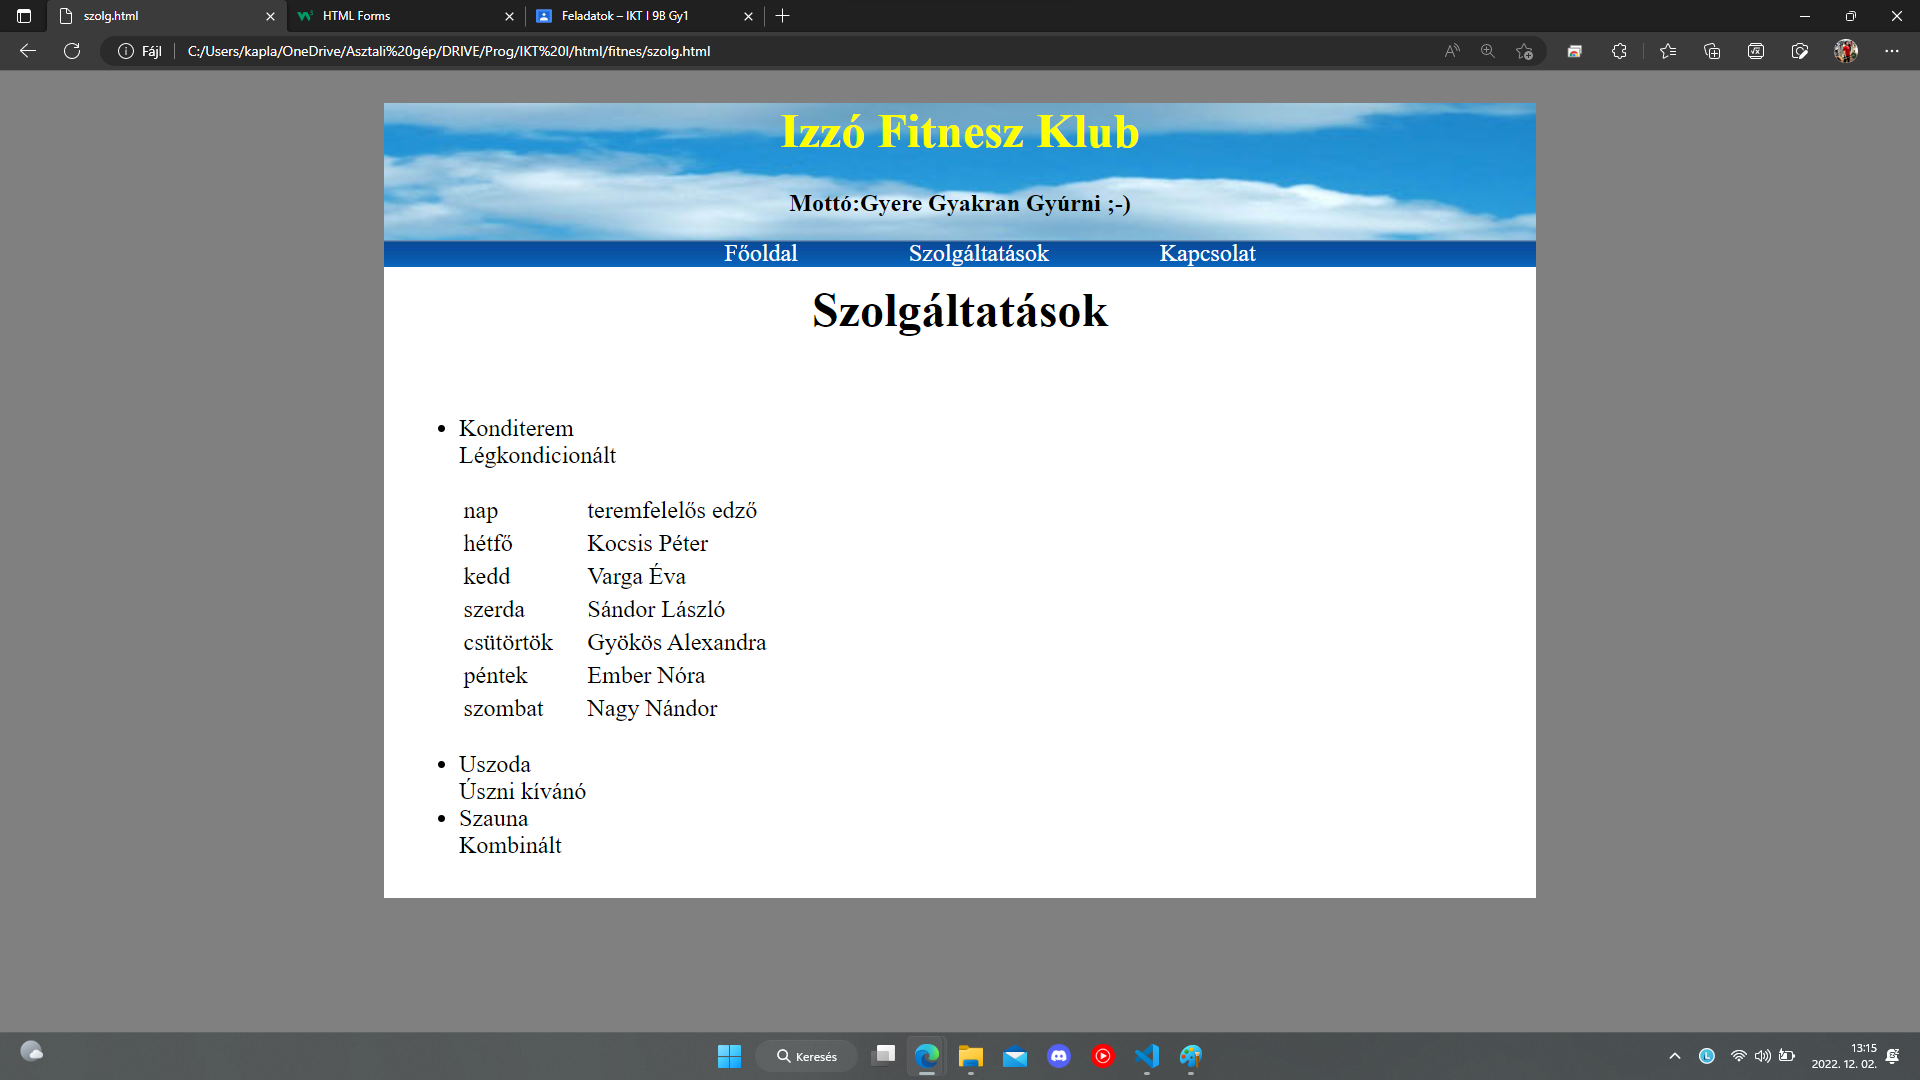 szolg.html
HTML Forms
Feladatok – IKT I 9B Gy1
Fájl
C:/Users/kapla/OneDrive/Asztali%20gép/DRIVE/Prog/IKT%20I/html/fitnes/szolg.html
Izzó Fitnesz Klub
Mottó:Gyere Gyakran Gyúrni ;-)
Főoldal Szolgáltatások Kapcsolat
Szolgáltatások
Konditerem
Légkondicionált
nap teremfelelős edző
hétfő Kocsis Péter
kedd Varga Éva
szerda Sándor László
csütörtök Gyökös Alexandra
péntek Ember Nóra
szombat Nagy Nándor
Uszoda
Úszni kívánó
Szauna
Kombinált
Keresés
13:15
2022. 12. 02.